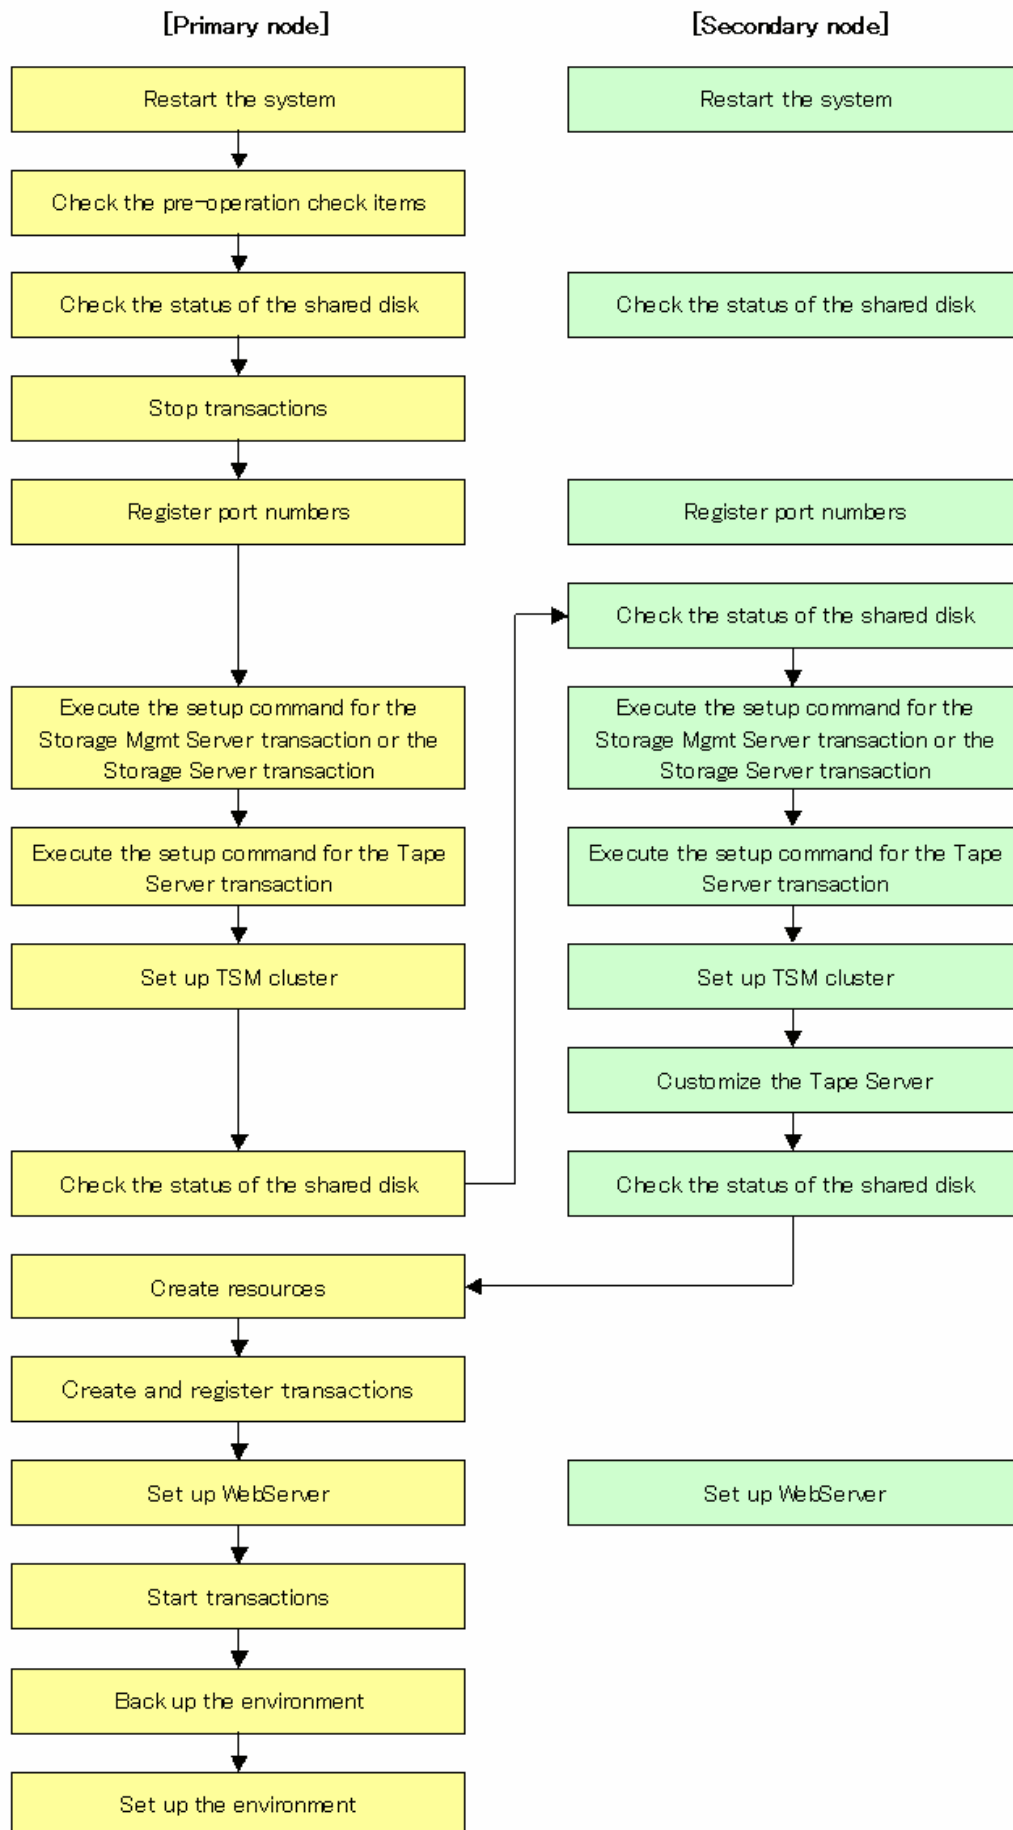 [Primary node]
[Secondary node]
Restart the system
Restart the system
Check the pre-operation check items
Check the status of the shared disk
Check the status of the shared disk
Stop transactions
Register port numbers
Register port numbers
Check the status of the shared disk
Execute the setup command for the
Storage Mgmt Server transaction or the
Storage Server transaction
Execute the setup command for the
Storage Mgmt Server transaction or the
Storage Server transaction
Execute the setup command for the Tape
Server transaction
Execute the setup command for the Tape
Server transaction
Set up TSM cluster
Set up TSM cluster
Customize the Tape Server
Check the status of the shared disk
Check the status of the shared disk
Create resources
Create and register transactions
Set up WebServer
Set up WebServer
Start transactions
Back up the environment
Set up the environment